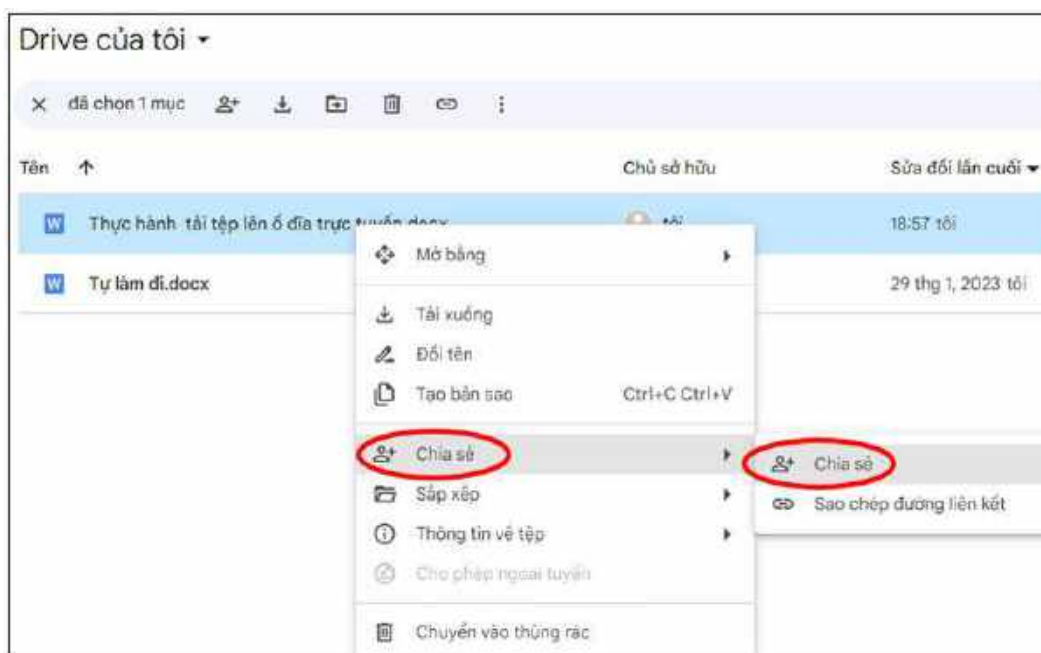 Drive của tôi
đã chọn 1 mục
Tên Chủ sở hữu Sửa đổi lần cuối
Thực hành tải tệp lên ổ đĩa trực tuyến.docx tôi 18:57 tôi
Mở bằng
Tự làm đi.docx 29 thg 1, 2023 tôi
Tải xuống
Đổi tên
Tạo bản sao Ctrl+C Ctrl+V
Chia sẻ
Chia sẻ
Sắp xếp
Sao chép đường liên kết
Thông tin về tệp
Cho phép ngoại tuyến
Chuyển vào thùng rác